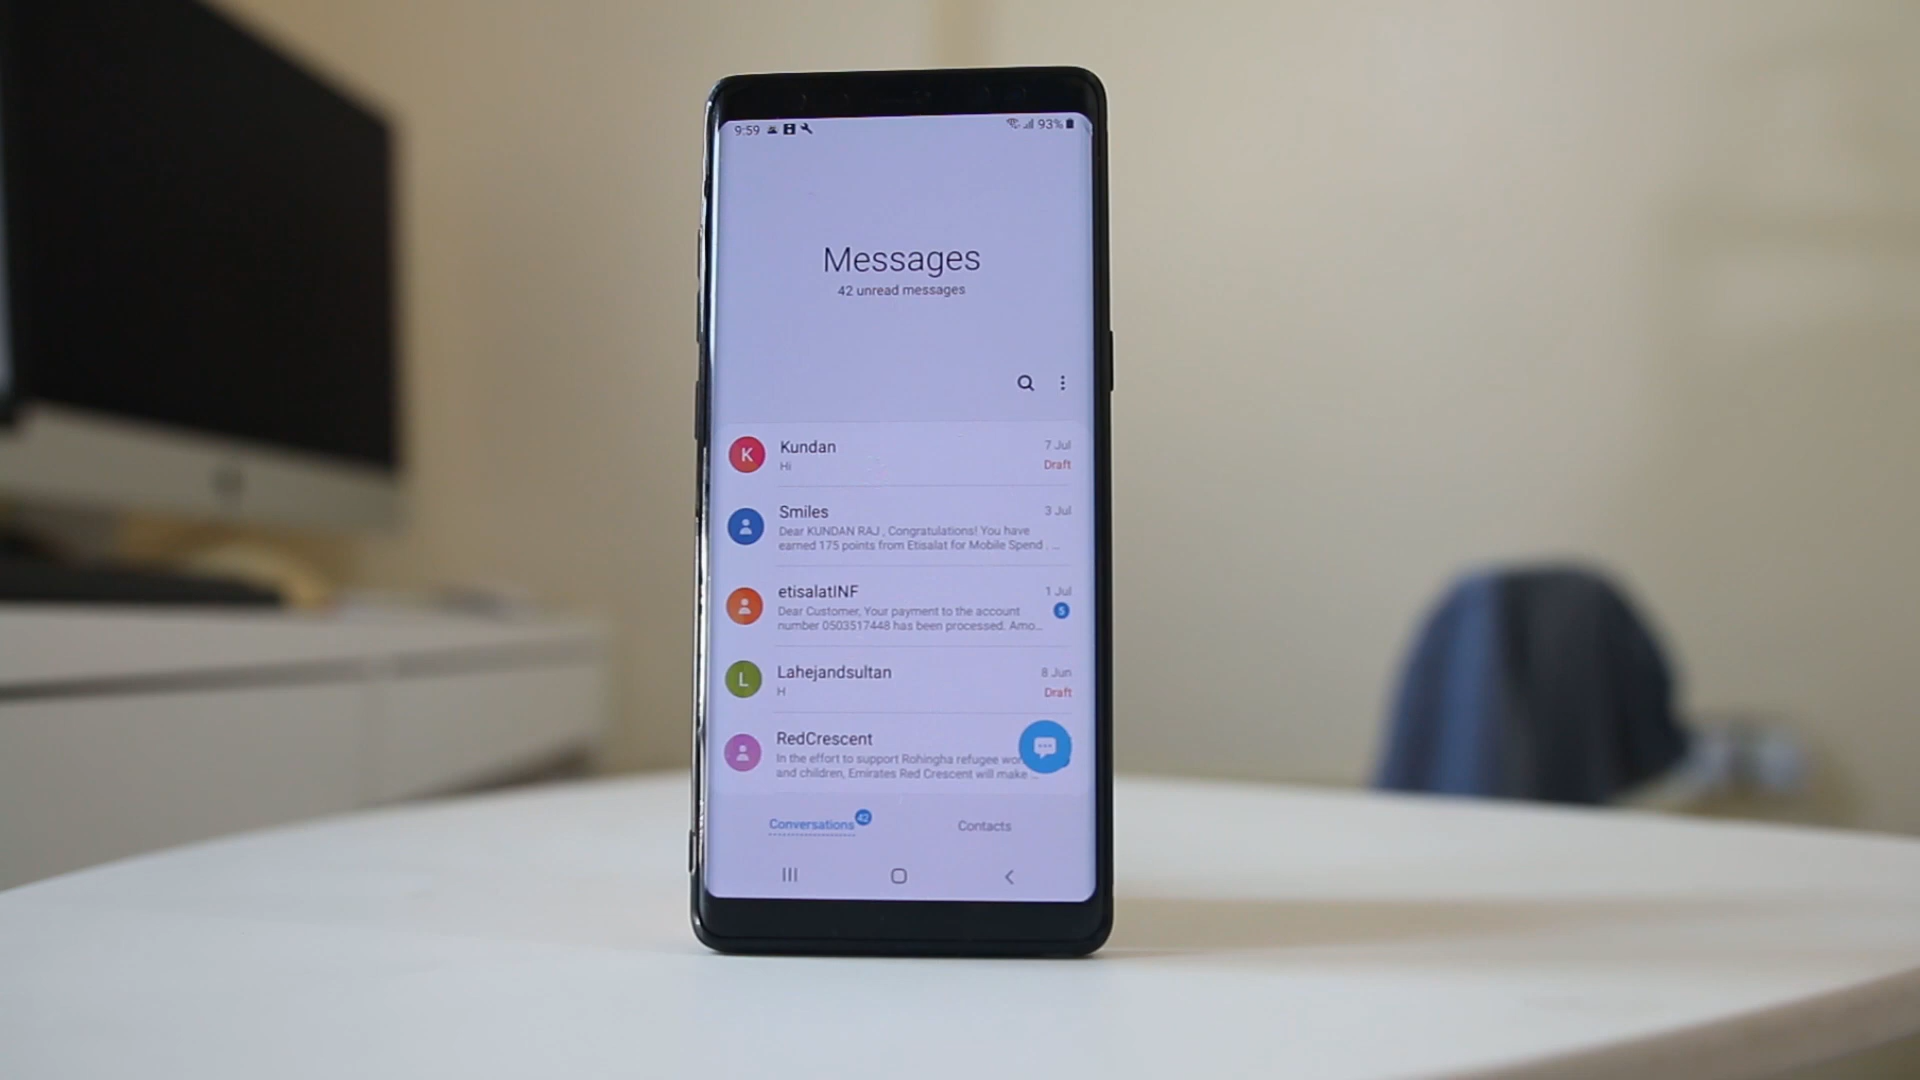 9:59
93%
Messages
42 unread messages
K
Kundan
7 Jul
Hi
Draft
Smiles
3 Jul
Dear KUNDAN RAJ , Congratulations! You have
earned 175 points from Etisalat for Mobile Spend . ...
etisalatINF
1 Jul
Dear Customer, Your payment to the account
5
number 0503517448 has been processed. Amo...
L
Lahejandsultan
8 Jun
H
Draft
RedCrescent
In the effort to support Rohingha refugee
and children, Emirates Red Crescent will make ...
Conversations
42
Contacts